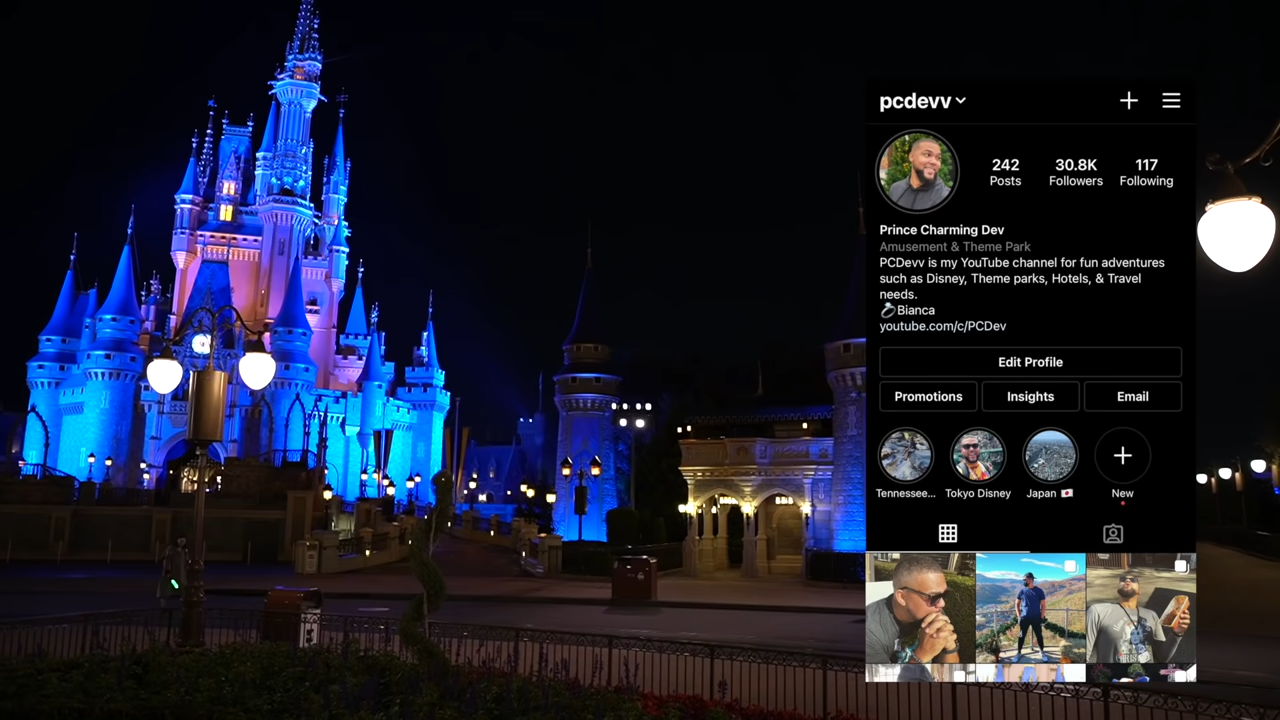 pcdevv
242
Posts
30.8K
Followers
117
Following
Prince Charming Dev
Amusement & Theme Park
PCDevv is my YouTube channel for fun adventures
such as Disney, Theme parks, Hotels, & Travel
needs.
💍Bianca
youtube.com/c/PCDev
Edit Profile
Promotions
Insights
Email
Tennessee...
Tokyo Disney
Japan 🇯🇵
New